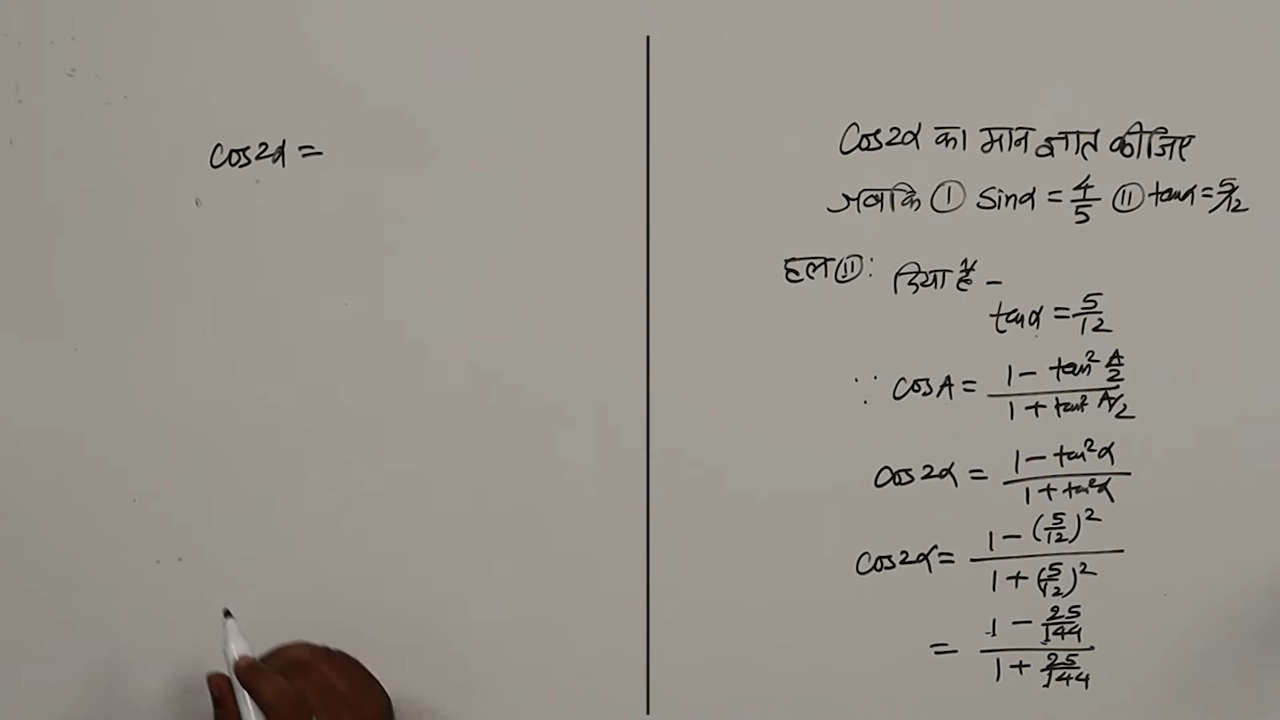 cos2α =
Cos2α का मान ज्ञात कीजिए
जबकि (I) sinα = 4/5 (II) tanα = 5/12
हल (II) : दिया है -
tanα = 5/12
∵ cosA = (1 - tan² A/2) / (1 + tan² A/2)
Cos2α = (1 - tan²α) / (1 + tan²α)
Cos2α = (1 - (5/12)²) / (1 + (5/12)²)
= (1 - 25/144) / (1 + 25/144)